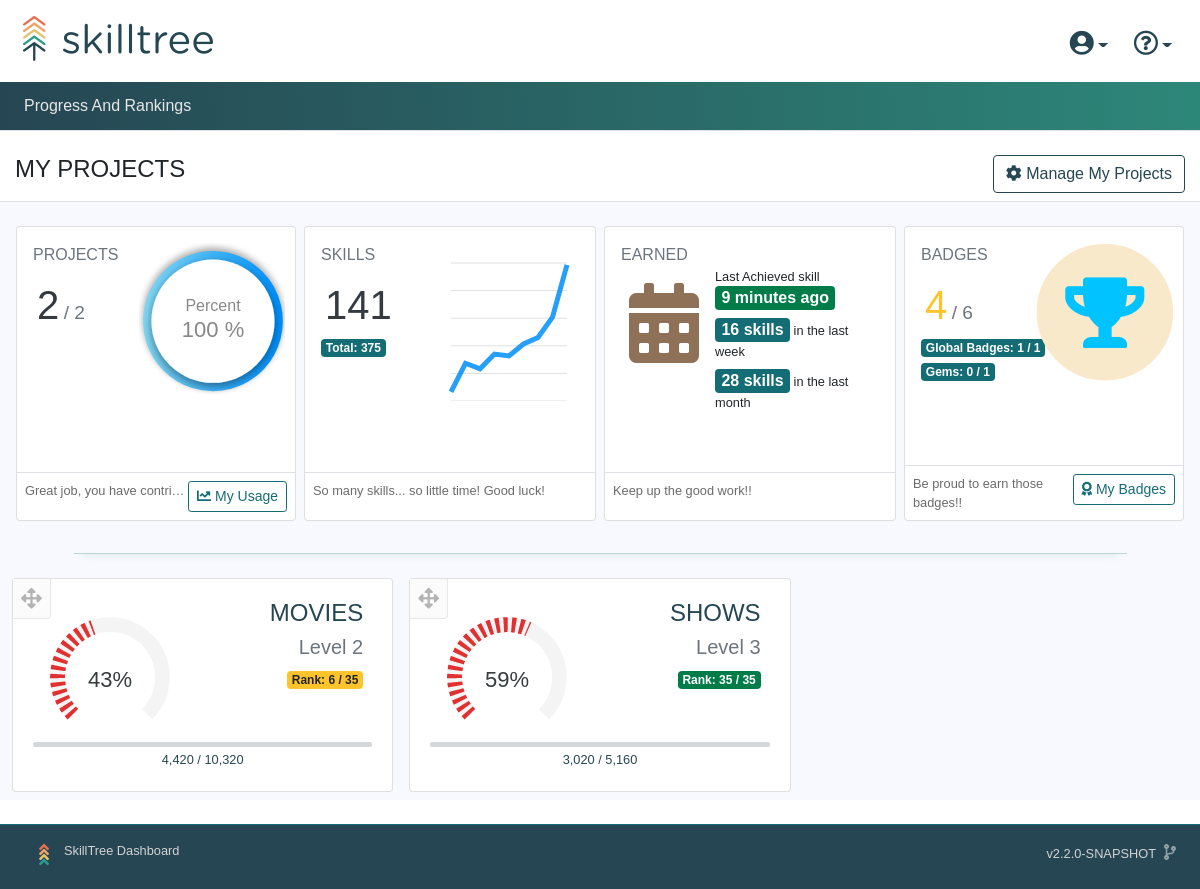 skilltree
Progress And Rankings
MY PROJECTS
Manage My Projects
PROJECTS
2 / 2
Percent
100 %
Great job, you have contri…
My Usage
SKILLS
141
Total: 375
So many skills... so little time! Good luck!
EARNED
Last Achieved skill
9 minutes ago
16 skills in the last
week
28 skills in the last
month
Keep up the good work!!
BADGES
4 / 6
Global Badges: 1 / 1
Gems: 0 / 1
Be proud to earn those
badges!!
My Badges
MOVIES
Level 2
Rank: 6 / 35
43%
4,420 / 10,320
SHOWS
Level 3
Rank: 35 / 35
59%
3,020 / 5,160
SkillTree Dashboard
v2.2.0-SNAPSHOT